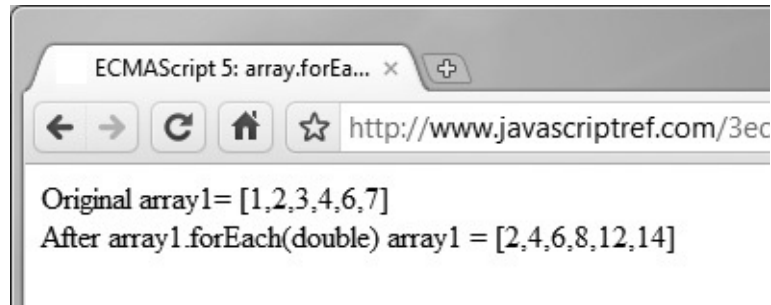 ECMAScript 5: array.forEa...
http://www.javascriptref.com/3ec
Original array1= [1,2,3,4,6,7]
After array1.forEach(double) array1 = [2,4,6,8,12,14]